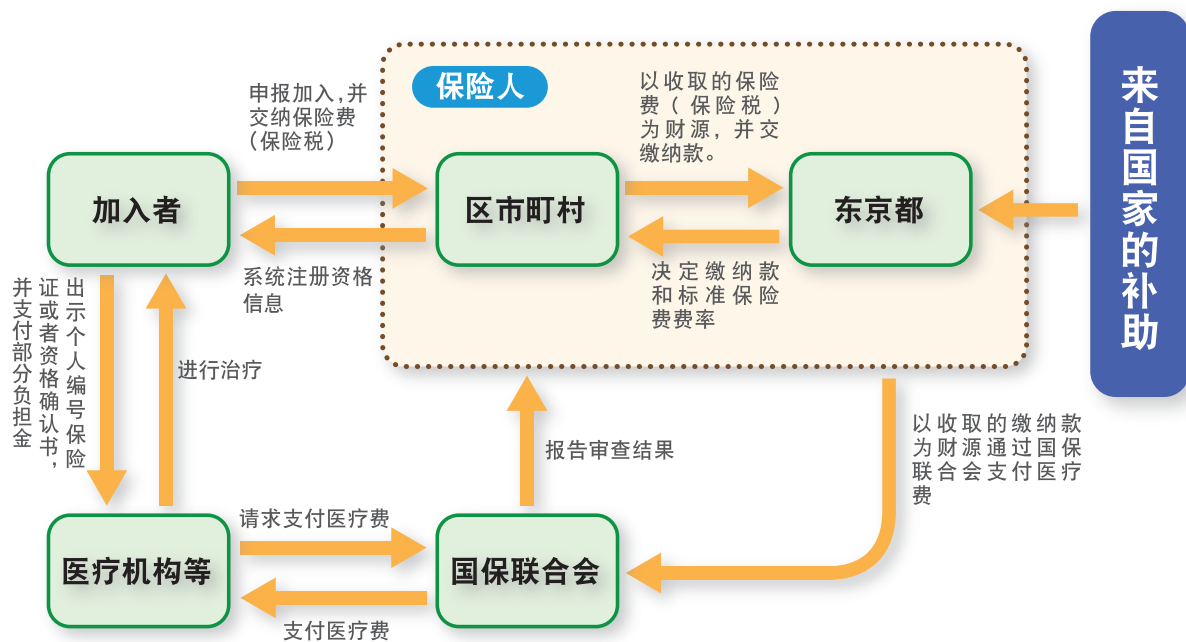 保险人
申报加入，并
交纳保险费
（保险税）
以收取的保险
费（保险税）
为财源，并交
缴纳款。
来自国家的补助
加入者
区市町村
东京都
系统注册资格
信息
决定缴纳款
和标准保险
费费率
出示个人编号保险
证或者资格确认书，
并支付部分负担金
进行治疗
报告审查结果
以收取的缴纳款
为财源通过国保
联合会支付医疗
费
请求支付医疗费
医疗机构等
国保联合会
支付医疗费